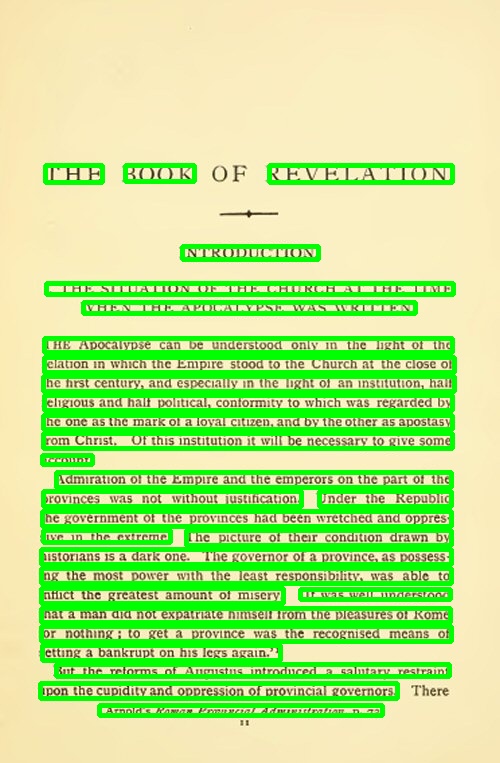 THE BOOK OF REVELATION
INTRODUCTION
THE SITUATION OF THE CHURCH AT THE TIME
WHEN THE APOCALYPSE WAS WRITTEN
THE Apocalypse can be understood only in the light of the
relation in which the Empire stood to the Church at the close of
the first century, and especially in the light of an institution, half
religious and half political, conformity to which was regarded by
the one as the mark of a loyal citizen, and by the other as apostasy
from Christ. Of this institution it will be necessary to give some
account.
Admiration of the Empire and the emperors on the part of the
provinces was not without justification. Under the Republic
the government of the provinces had been wretched and oppres-
sive in the extreme. The picture of their condition drawn by
historians is a dark one. "The governor of a province, as possess-
ing the most power with the least responsibility, was able to
inflict the greatest amount of misery. It was well understood
that a man did not expatriate himself from the pleasures of Rome
for nothing; to get a province was the recognised means of
setting a bankrupt on his legs again."
But the reforms of Augustus introduced a salutary restraint
upon the cupidity and oppression of provincial governors. There
Arnold's Roman Provincial Administration, p. 72
11